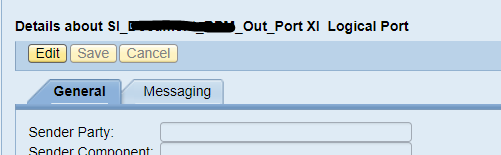 Details about SI_ _Out_Port XI Logical Port
Edit Save Cancel
General Messaging
Sender Party:
Sender Component: